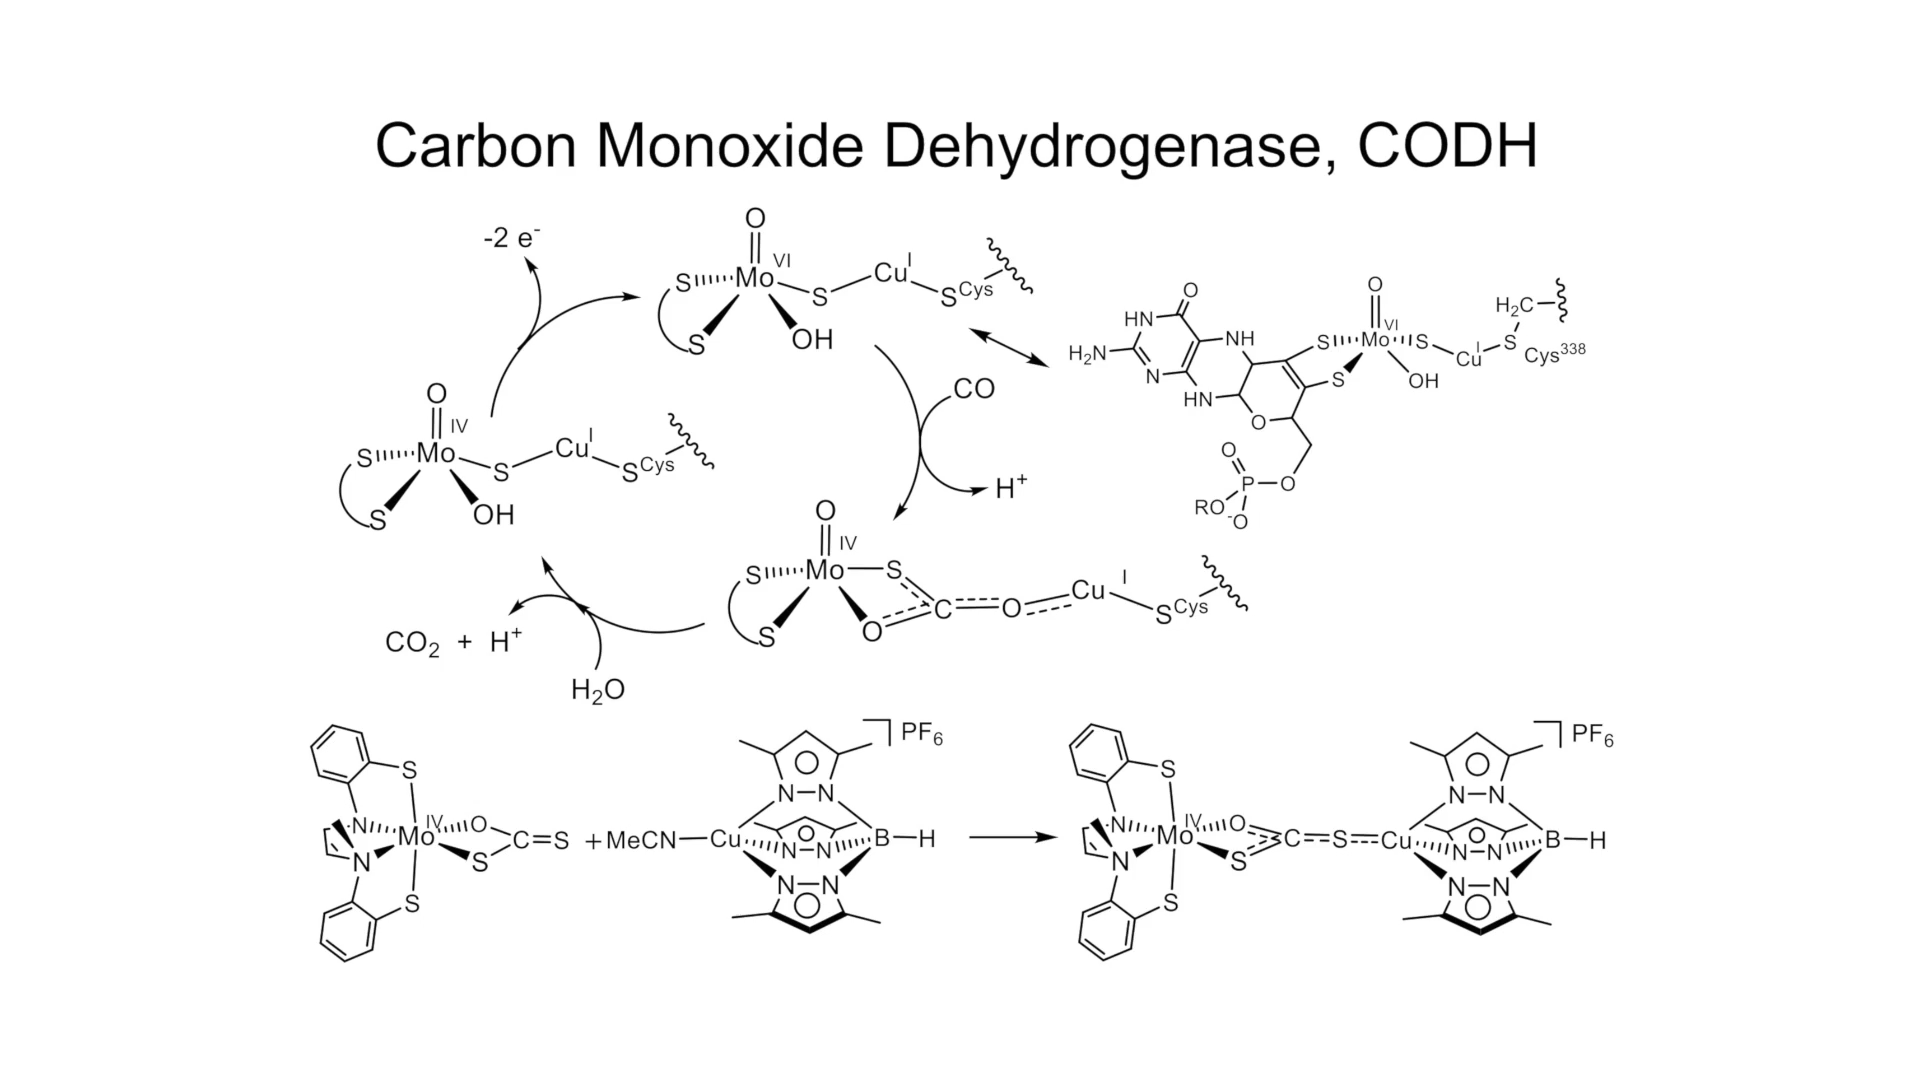 Carbon Monoxide Dehydrogenase, CODH
-2 e⁻
O
S Mo VI S Cu I S Cys
S OH
O
H₂C
O
HN NH S Mo VI S Cu I S Cys³³⁸
H₂N N HN O S OH
O
RO P O
⁻O
CO
H⁺
O
S Mo IV S Cu I S Cys
S OH
O
S Mo IV S C O Cu I S Cys
S O
CO₂ + H⁺
H₂O
S N N S Mo IV O S C=S
+ MeCN Cu N N N N N N B H ] PF₆
S N N S Mo IV O S C S Cu N N N N N N B H ] PF₆